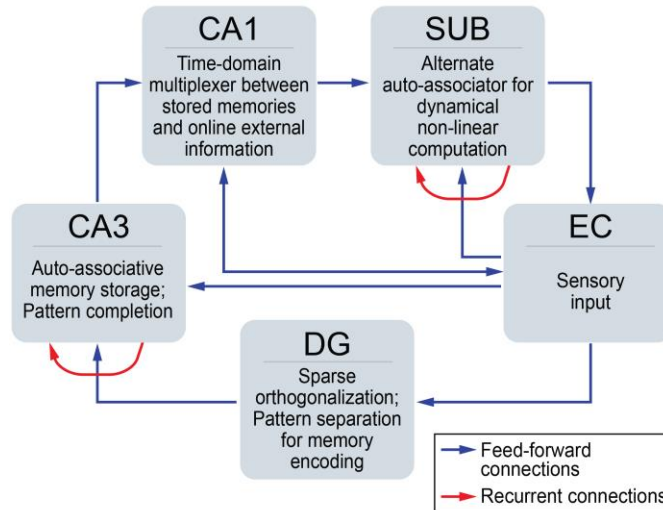 CA1
Time-domain
multiplexer between
stored memories
and online external
information
SUB
Alternate
auto-associator for
dynamical
non-linear
computation
CA3
Auto-associative
memory storage;
Pattern completion
EC
Sensory
input
DG
Sparse
orthogonalization;
Pattern separation
for memory
encoding
Feed-forward
connections
Recurrent connections